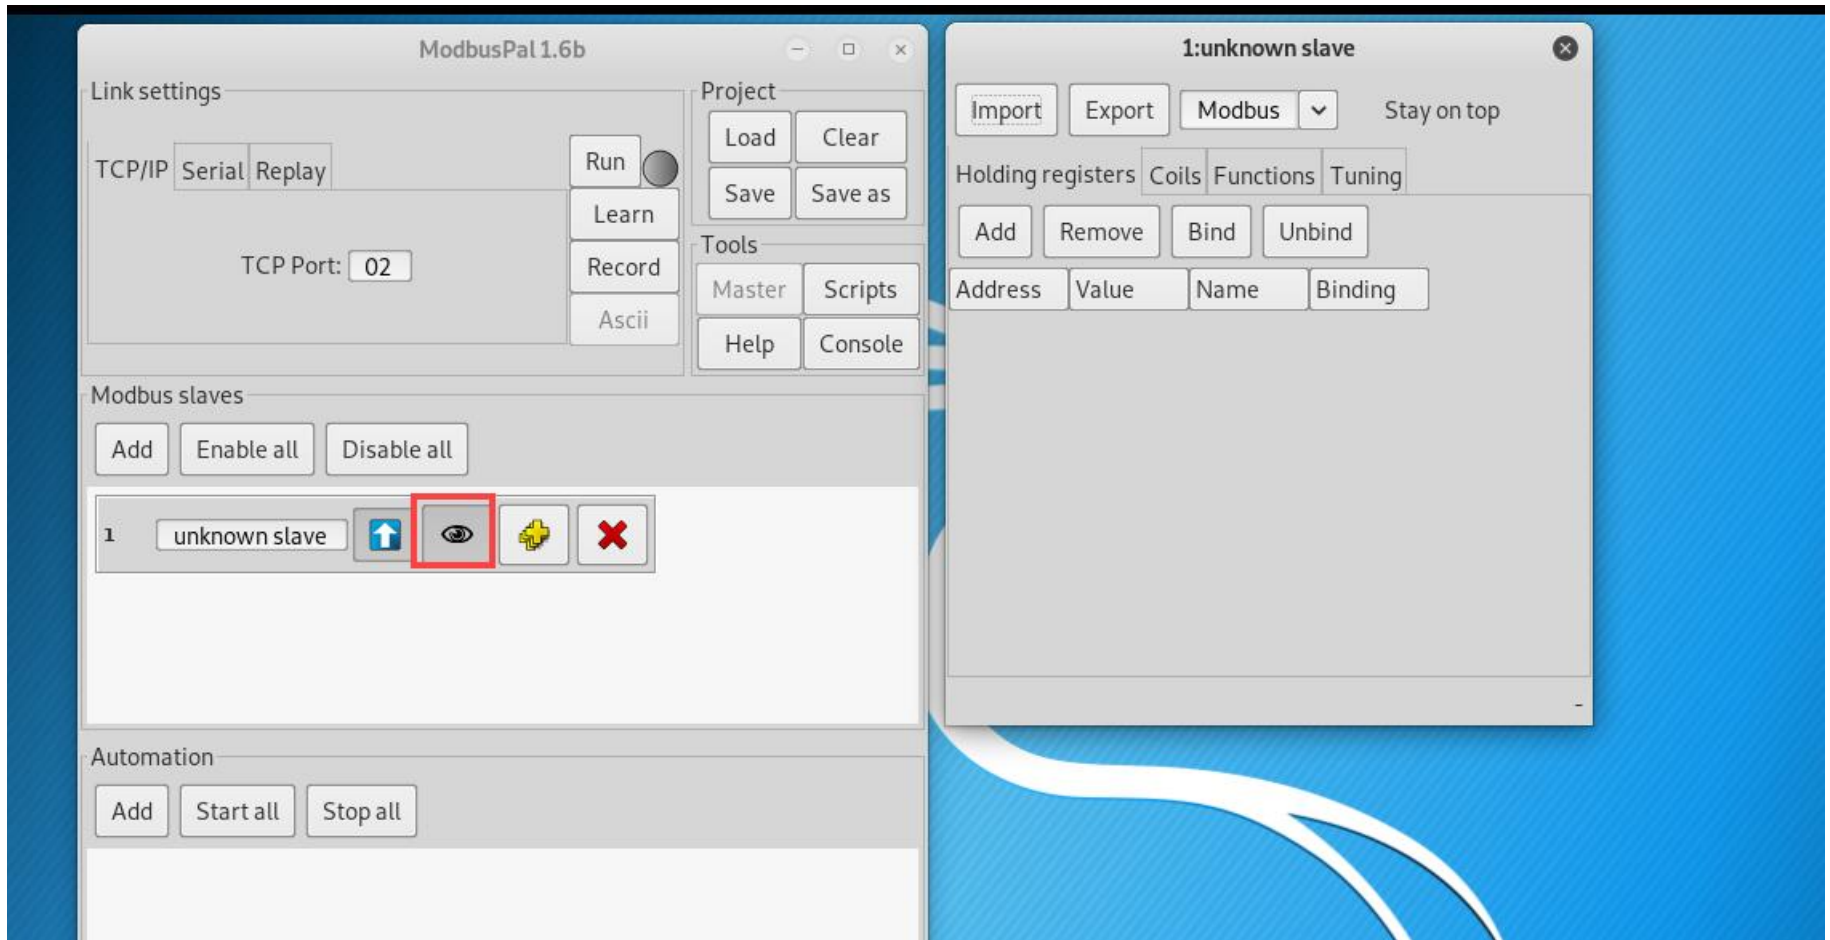 ModbusPal 1.6b
Link settings
TCP/IP Serial Replay
TCP Port: 02
Run
Learn
Record
Ascii
Project
Load Clear
Save Save as
Tools
Master Scripts
Help Console
Modbus slaves
Add Enable all Disable all
1 unknown slave
Automation
Add Start all Stop all
1:unknown slave
Import Export Modbus Stay on top
Holding registers Coils Functions Tuning
Add Remove Bind Unbind
Address Value Name Binding
-